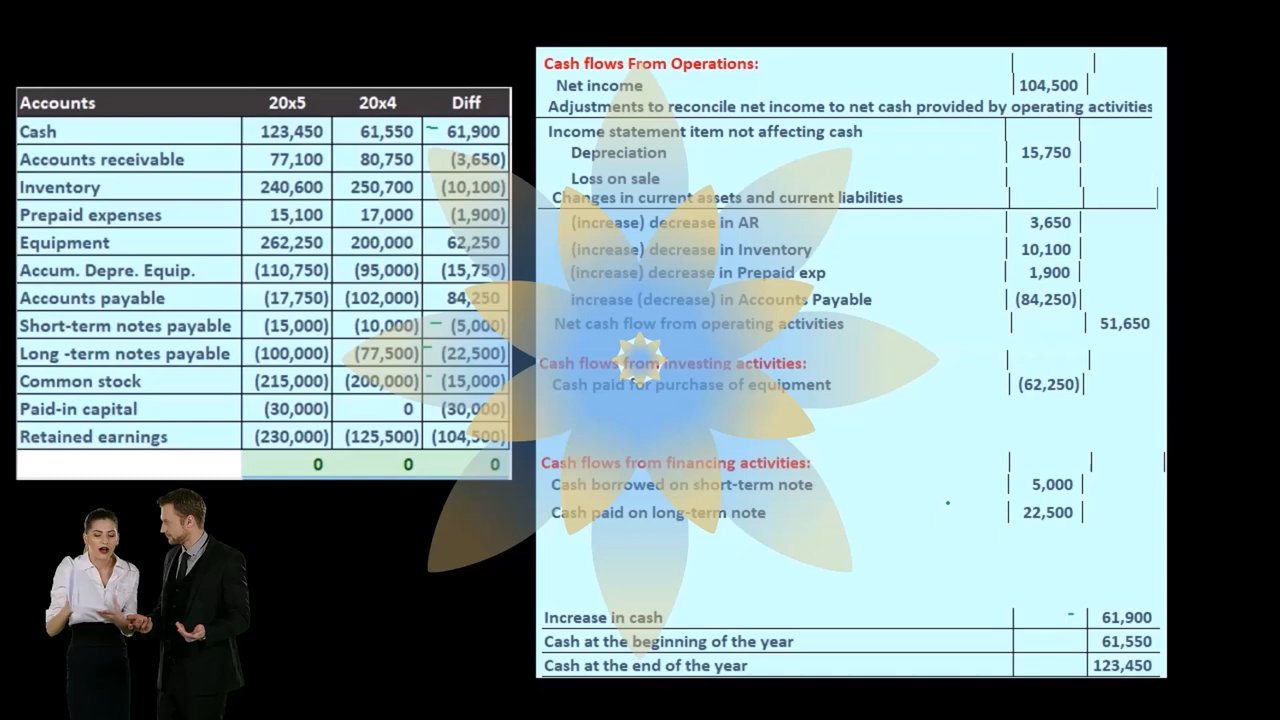 Accounts 20x5 20x4 Diff
Cash 123,450 61,550 61,900
Accounts receivable 77,100 80,750 (3,650)
Inventory 240,600 250,700 (10,100)
Prepaid expenses 15,100 17,000 (1,900)
Equipment 262,250 200,000 62,250
Accum. Depre. Equip. (110,750) (95,000) (15,750)
Accounts payable (17,750) (102,000) 84,250
Short-term notes payable (15,000) (10,000) (5,000)
Long -term notes payable (100,000) (77,500) (22,500)
Common stock (215,000) (200,000) (15,000)
Paid-in capital (30,000) 0 (30,000)
Retained earnings (230,000) (125,500) (104,500)
0 0 0
Cash flows From Operations:
Net income 104,500
Adjustments to reconcile net income to net cash provided by operating activities
Income statement item not affecting cash
Depreciation 15,750
Loss on sale
Changes in current assets and current liabilities
(increase) decrease in AR 3,650
(increase) decrease in Inventory 10,100
(increase) decrease in Prepaid exp 1,900
increase (decrease) in Accounts Payable (84,250)
Net cash flow from operating activities 51,650
Cash flows from investing activities:
Cash paid for purchase of equipment (62,250)
Cash flows from financing activities:
Cash borrowed on short-term note 5,000
Cash paid on long-term note 22,500
Increase in cash 61,900
Cash at the beginning of the year 61,550
Cash at the end of the year 123,450